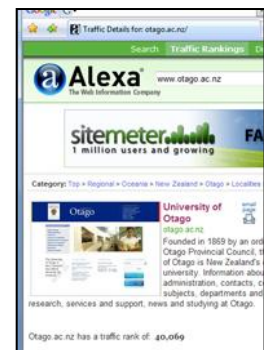 Google
Traffic Details for: otago.ac.nz/
Search Traffic Rankings
Alexa
www.otago.ac.nz
The Web Information Company
sitemeter
FA
1 million users and growing
Category: Top > Regional > Oceania > New Zealand > Otago > Localities
Otago
University of
Otago
otago.ac.nz
Founded in 1869 by an ord
Otago Provincial Council, t
of Otago is New Zealand's
university. Information abou
administration, contacts, c
subjects, departments and
research, services and support, news and studying at Otago.
Otago.ac.nz has a traffic rank of: 40,069